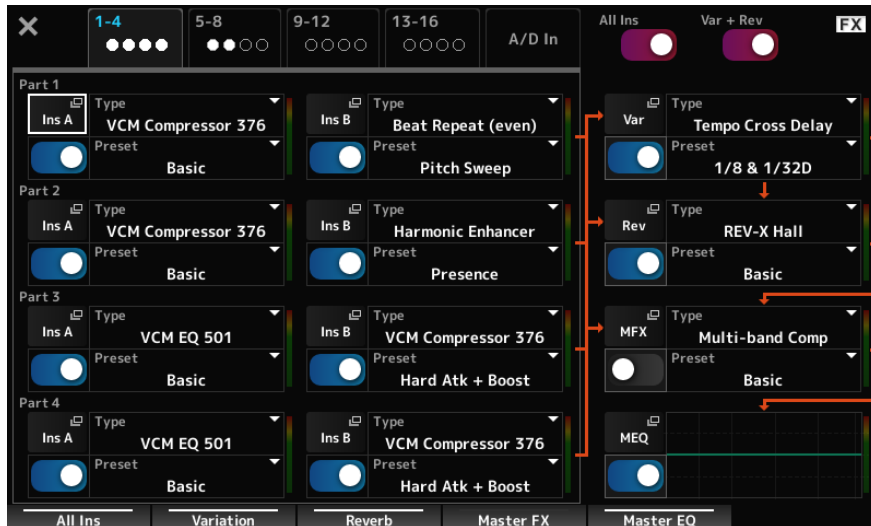 1-4 5-8 9-12 13-16 A/D In All Ins Var + Rev FX
Part 1
Ins A Type VCM Compressor 376
Preset Basic
Ins B Type Beat Repeat (even)
Preset Pitch Sweep
Var Type Tempo Cross Delay
Preset 1/8 & 1/32D
Part 2
Ins A Type VCM Compressor 376
Preset Basic
Ins B Type Harmonic Enhancer
Preset Presence
Rev Type REV-X Hall
Preset Basic
Part 3
Ins A Type VCM EQ 501
Preset Basic
Ins B Type VCM Compressor 376
Preset Hard Atk + Boost
MFX Type Multi-band Comp
Preset Basic
Part 4
Ins A Type VCM EQ 501
Preset Basic
Ins B Type VCM Compressor 376
Preset Hard Atk + Boost
MEQ
All Ins Variation Reverb Master FX Master EQ